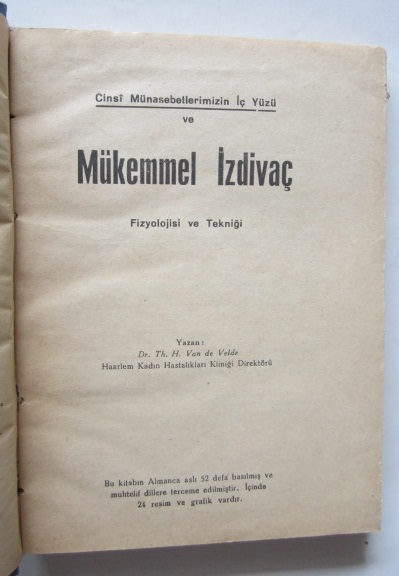 Cinsî Münasebetlerimizin İç Yüzü
ve
Mükemmel İzdivaç
Fizyolojisi ve Tekniği
Yazan:
Dr. Th. H. Van de Velde
Haarlem Kadın Hastalıkları Kiniği Direktörü
Bu kitabın Almanca aslı 52 defa basılmış ve
muhtelif dillere terceme edilmiştir. İçinde
24 resim ve grafik vardır.